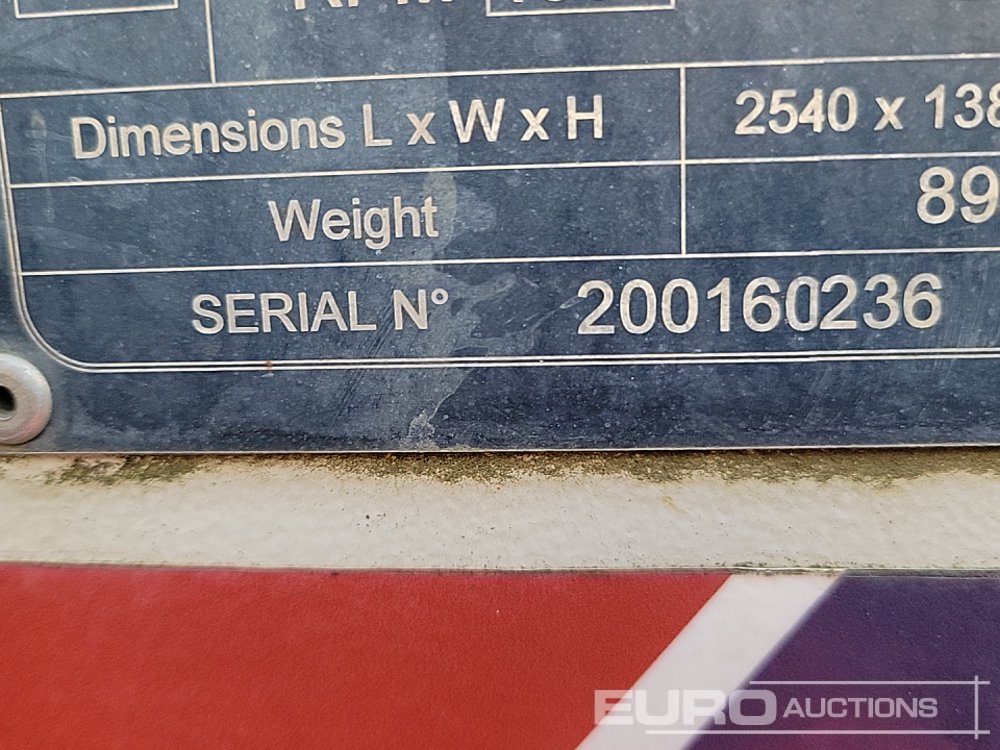 Dimensions L x W x H 2540 x 138
Weight 89
SERIAL N° 200160236
EURO AUCTIONS